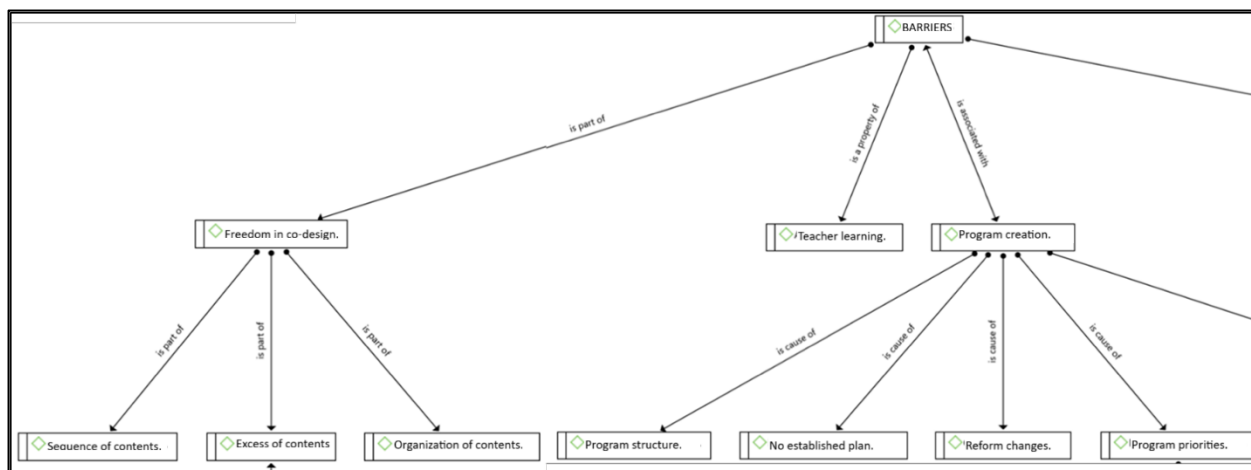 BARRIERS
is part of
is a property of
is associated with
Freedom in co-design.
Teacher learning.
Program creation.
is part of
is part of
is part of
is cause of
is cause of
is cause of
is cause of
Sequence of contents.
Excess of contents
Organization of contents.
Program structure.
No established plan.
Reform changes.
Program priorities.